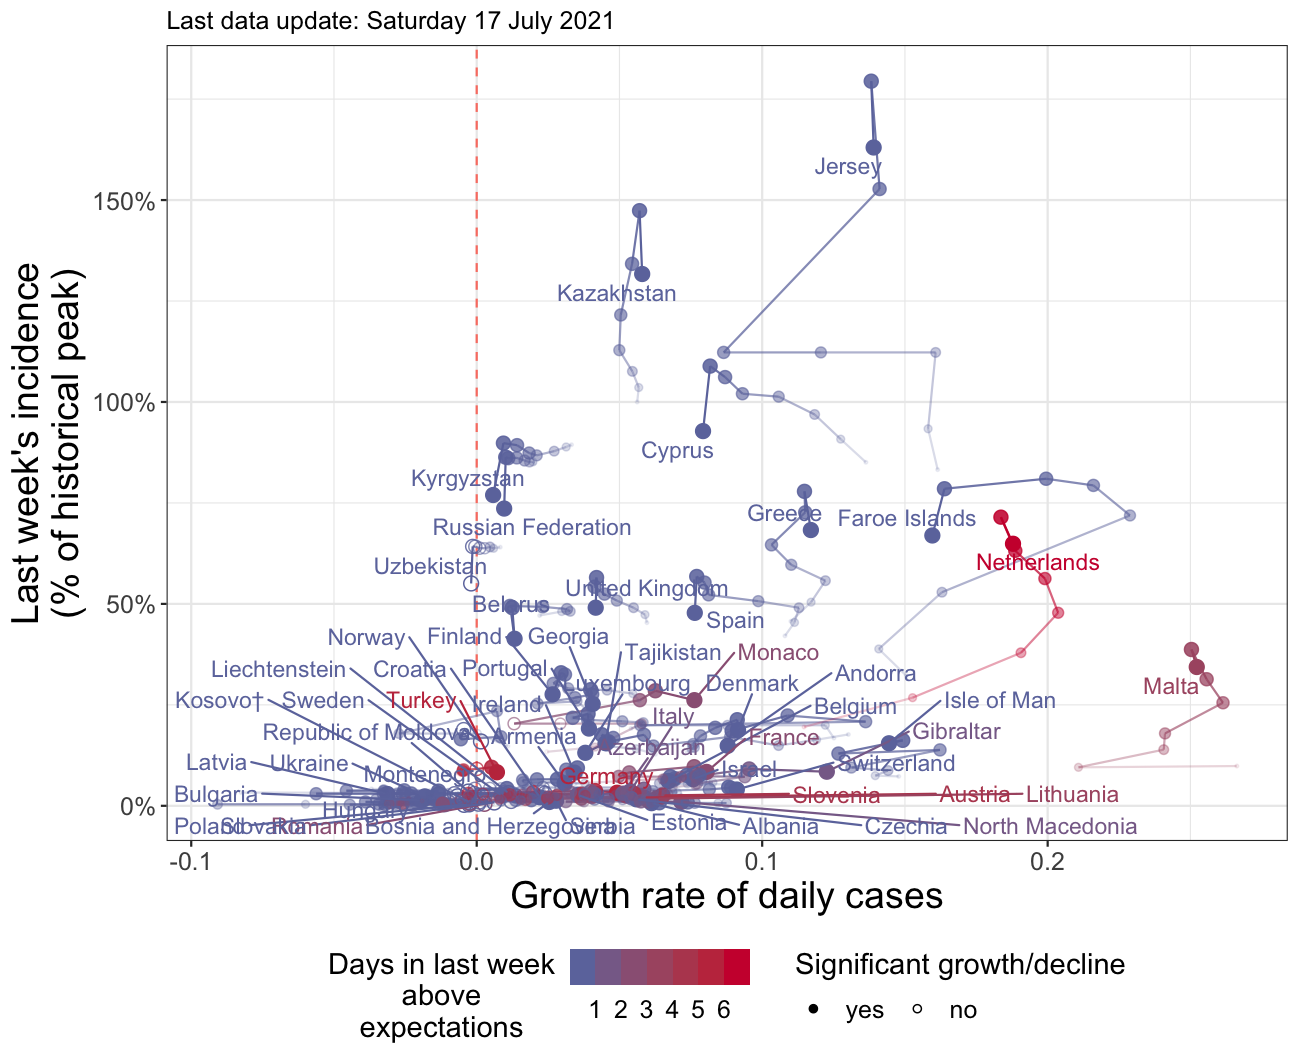 Last data update: Saturday 17 July 2021
Last week's incidence
(% of historical peak)
150%
100%
50%
0%
Jersey
Kazakhstan
Cyprus
Kyrgyzstan
Russian Federation
Greece
Faroe Islands
Uzbekistan
Netherlands
United Kingdom
Belarus
Spain
Norway
Finland
Georgia
Tajikistan
Monaco
Liechtenstein
Croatia
Portugal
Luxembourg
Denmark
Andorra
Malta
Kosovo†
Sweden
Turkey
Ireland
Italy
Belgium
Isle of Man
Republic of Moldova
Armenia
France
Gibraltar
Azerbaijan
Latvia
Ukraine
Montenegro
Germany
Israel
Switzerland
Bulgaria
Hungary
Slovenia
Austria
Lithuania
Poland
Slovakia
Romania
Bosnia and Herzegovina
Serbia
Estonia
Albania
Czechia
North Macedonia
-0.1
0.0
0.1
0.2
Growth rate of daily cases
Days in last week
above
expectations
1 2 3 4 5 6
Significant growth/decline
yes
no